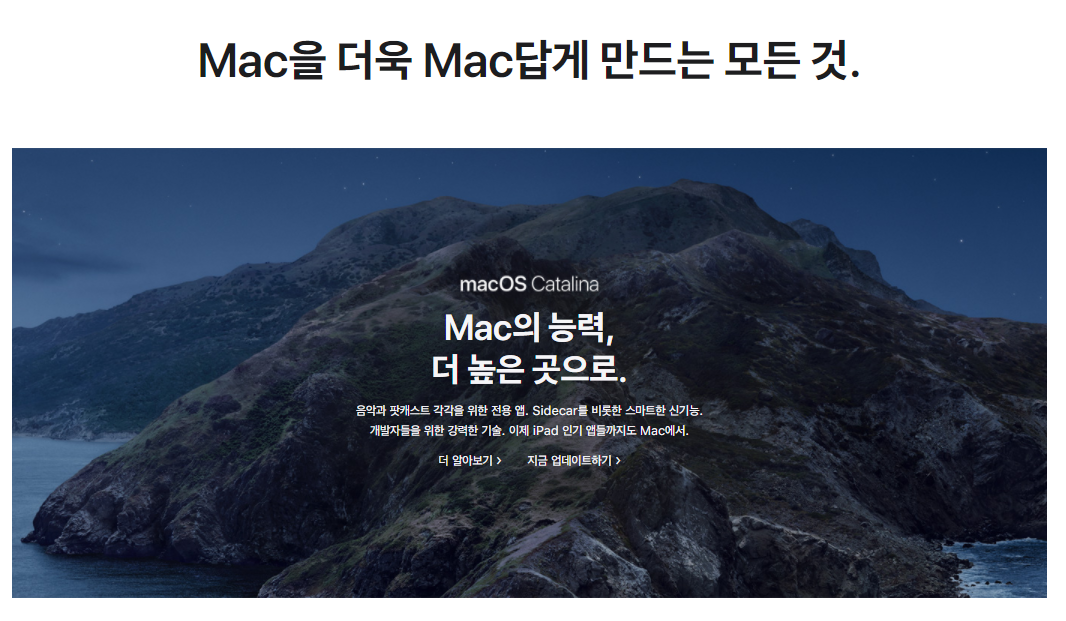 Mac을 더욱 Mac답게 만드는 모든 것.
macOS Catalina
Mac의 능력,
더 높은 곳으로.
음악과 팟캐스트 각각을 위한 전용 앱. Sidecar를 비롯한 스마트한 신기능.
개발자들을 위한 강력한 기술. 이제 iPad 인기 앱들까지도 Mac에서.
더 알아보기 › 지금 업데이트하기 ›